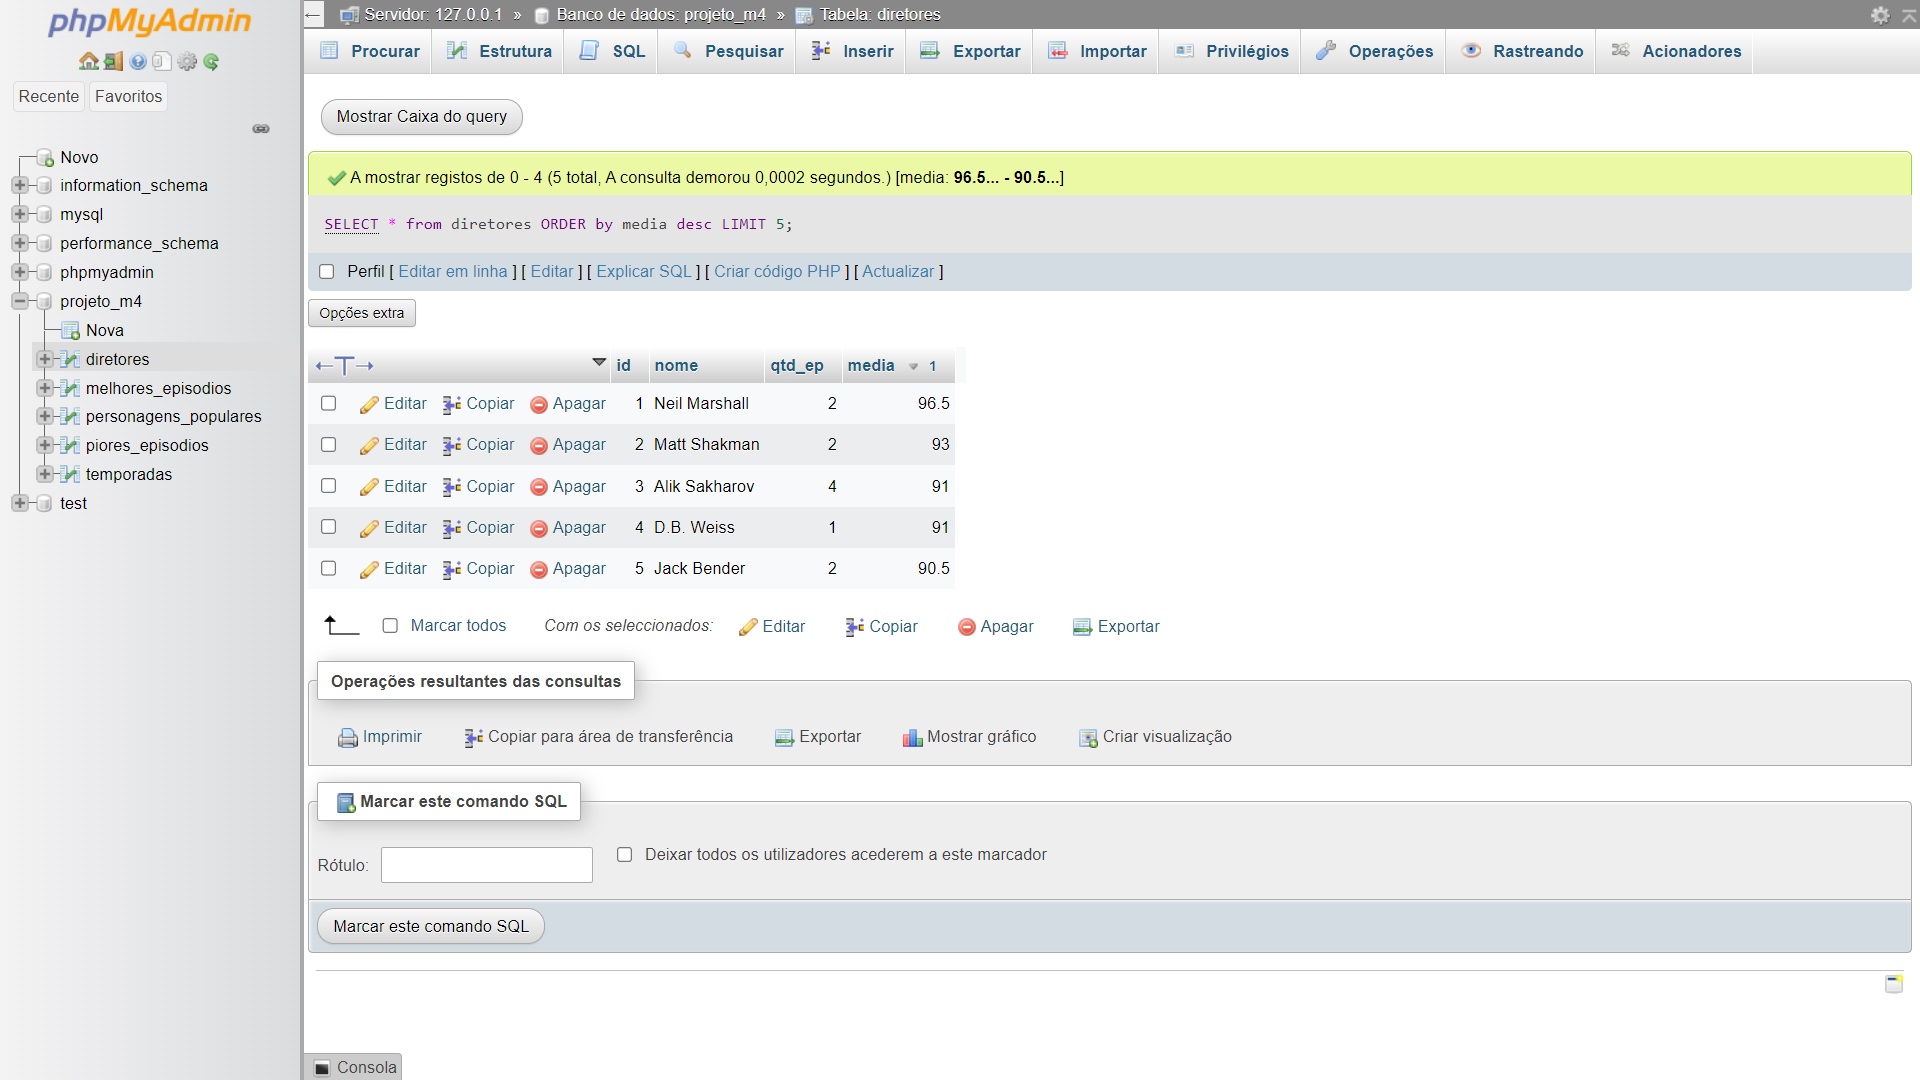 phpMyAdmin
Recente Favoritos
Novo
information_schema
mysql
performance_schema
phpmyadmin
projeto_m4
Nova
diretores
melhores_episodios
personagens_populares
piores_episodios
temporadas
test
Servidor: 127.0.0.1 » Banco de dados: projeto_m4 » Tabela: diretores
Procurar Estrutura SQL Pesquisar Inserir Exportar Importar Privilégios Operações Rastreando Acionadores
Mostrar Caixa do query
A mostrar registos de 0 - 4 (5 total, A consulta demorou 0,0002 segundos.) [media: 96.5... - 90.5...]
SELECT * from diretores ORDER by media desc LIMIT 5;
Perfil [ Editar em linha ] [ Editar ] [ Explicar SQL ] [ Criar código PHP ] [ Actualizar ]
Opções extra
id nome qtd_ep media 1
Editar Copiar Apagar 1 Neil Marshall 2 96.5
Editar Copiar Apagar 2 Matt Shakman 2 93
Editar Copiar Apagar 3 Alik Sakharov 4 91
Editar Copiar Apagar 4 D.B. Weiss 1 91
Editar Copiar Apagar 5 Jack Bender 2 90.5
Marcar todos Com os seleccionados: Editar Copiar Apagar Exportar
Operações resultantes das consultas
Imprimir Copiar para área de transferência Exportar Mostrar gráfico Criar visualização
Marcar este comando SQL
Rótulo: Deixar todos os utilizadores acederem a este marcador
Marcar este comando SQL
Consola